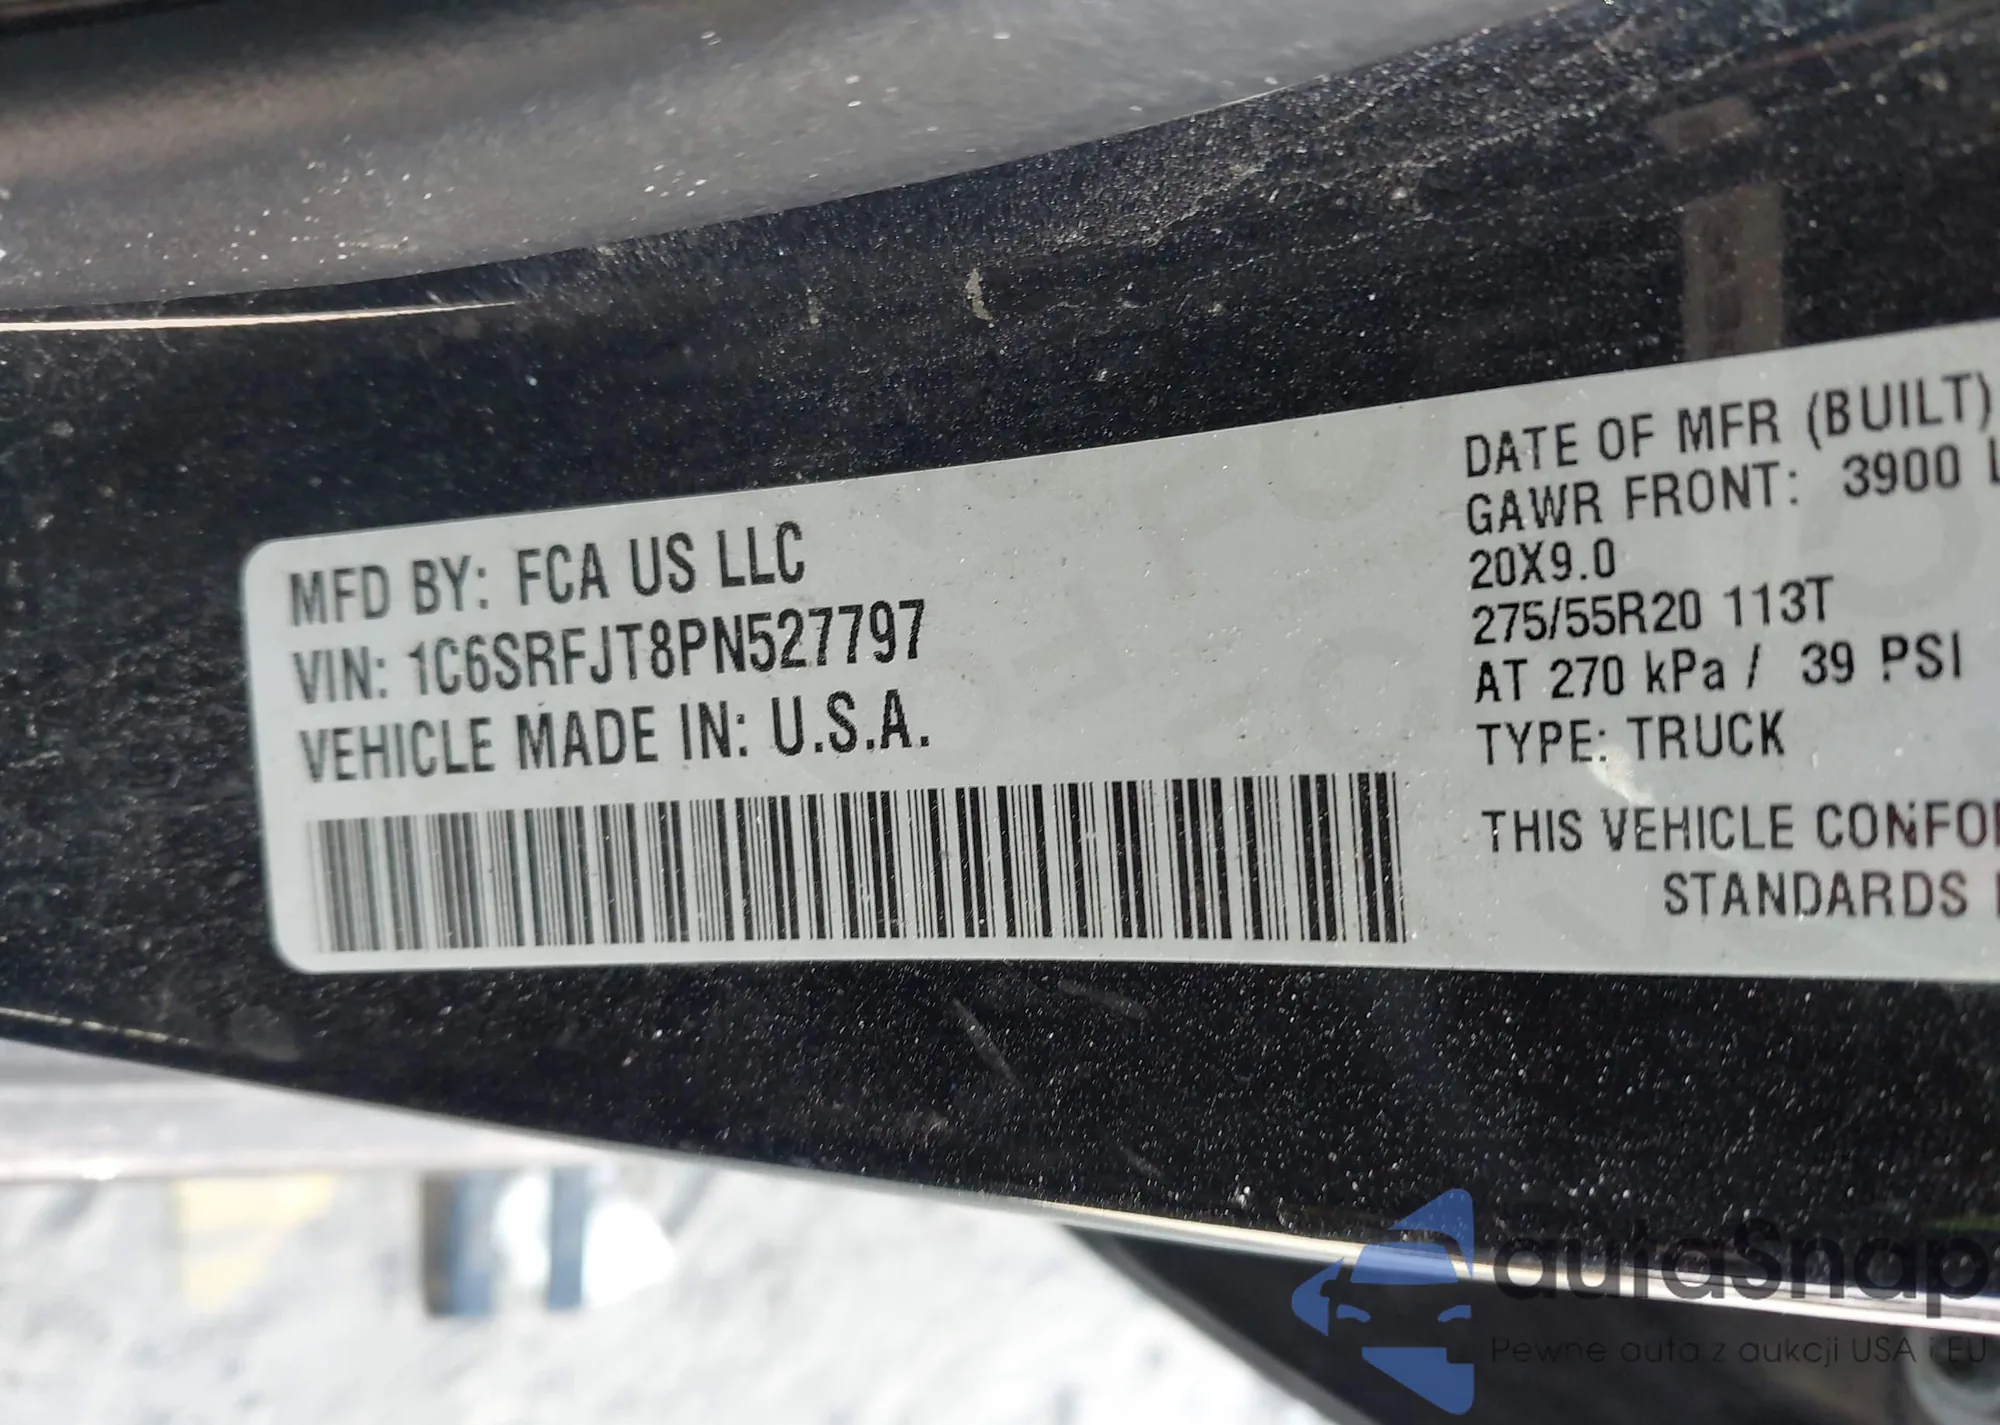 MFD BY: FCA US LLC
VIN: 1C6SRFJT8PN527797
VEHICLE MADE IN: U.S.A.
DATE OF MFR (BUILT)
GAWR FRONT: 3900 L
20X9.0
275/55R20 113T
AT 270 kPa / 39 PSI
TYPE: TRUCK
THIS VEHICLE CONFO
STANDARDS
autaSnap
Pewne auta z aukcji USA i EU